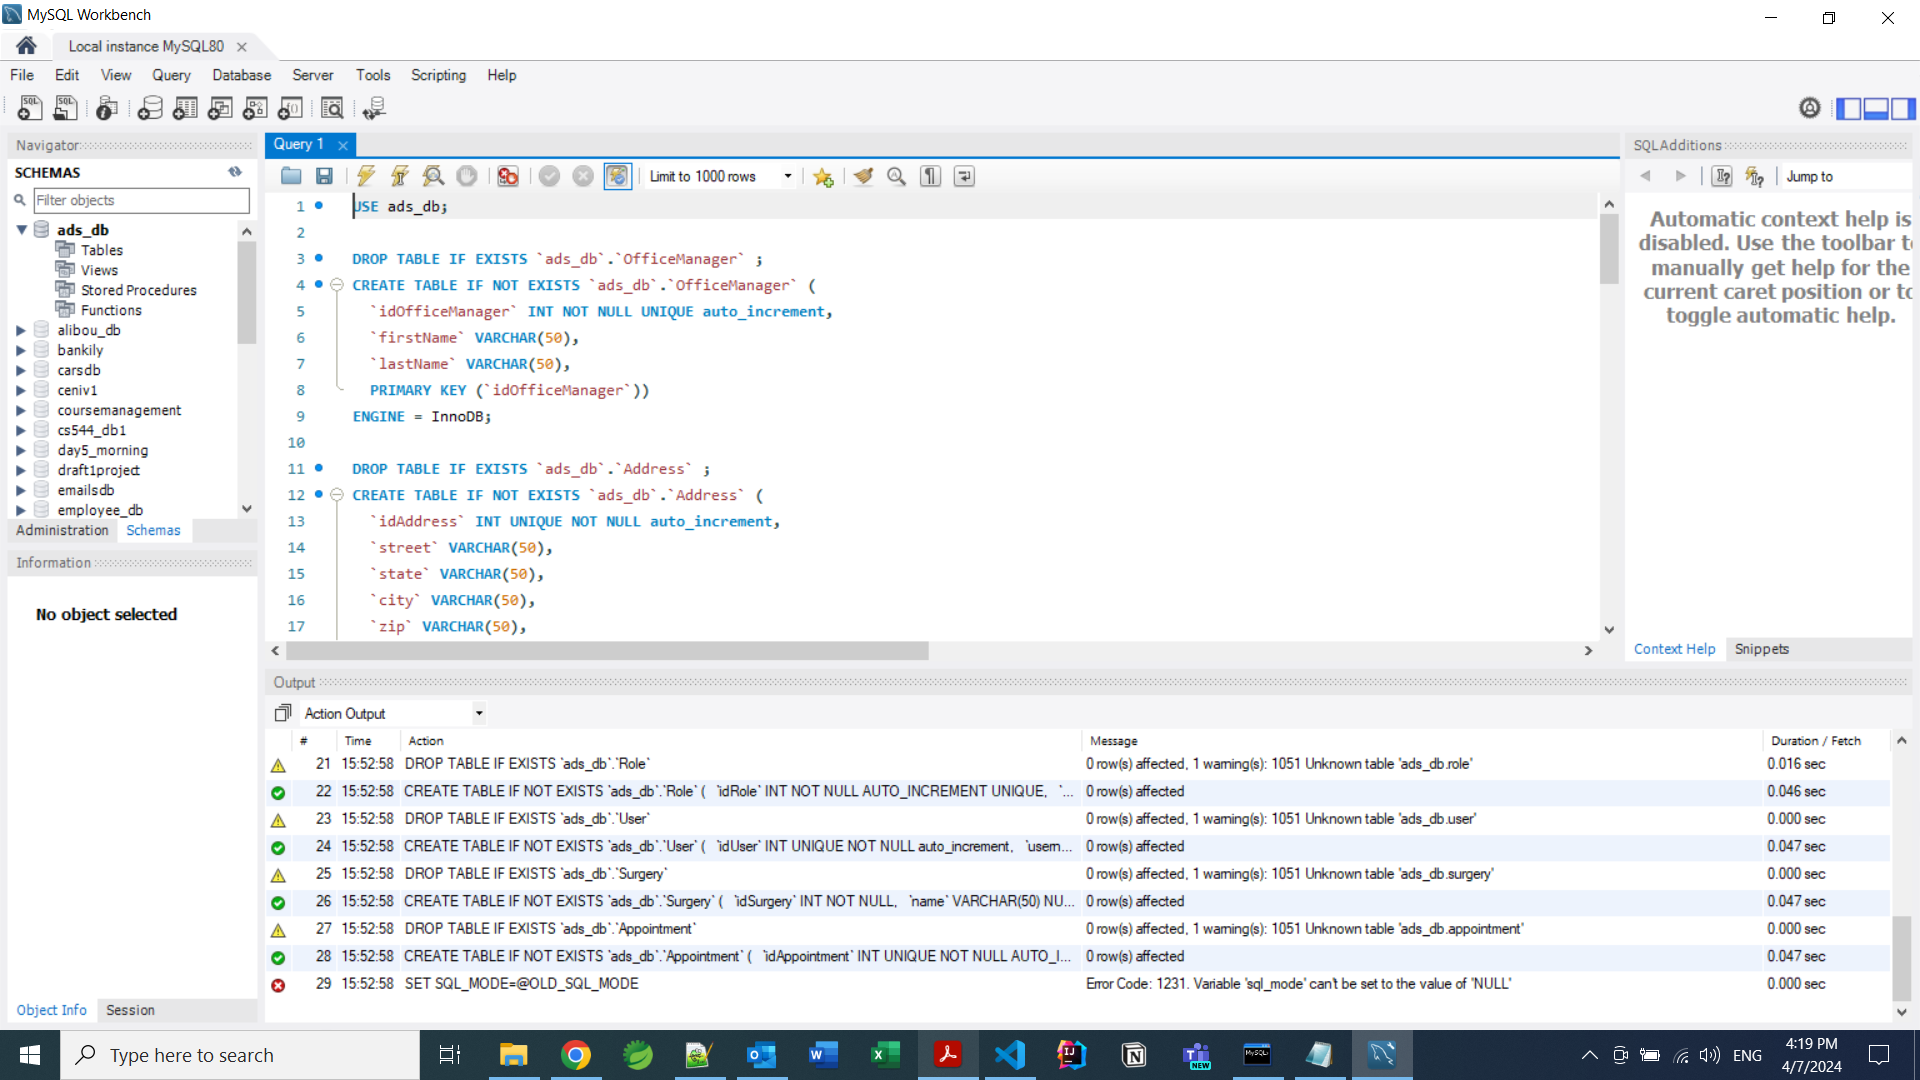 MySQL Workbench
Local instance MySQL80
File Edit View Query Database Server Tools Scripting Help
Navigator
SCHEMAS
Filter objects
ads_db
Tables
Views
Stored Procedures
Functions
alibou_db
bankily
carsdb
ceniv1
coursemanagement
cs544_db1
day5_morning
draft1project
emailsdb
employee_db
Administration Schemas
Information
No object selected
Object Info Session
Query 1
Limit to 1000 rows
1 USE ads_db;
2
3 DROP TABLE IF EXISTS `ads_db`.`OfficeManager` ;
4 CREATE TABLE IF NOT EXISTS `ads_db`.`OfficeManager` (
5 `idOfficeManager` INT NOT NULL UNIQUE auto_increment,
6 `firstName` VARCHAR(50),
7 `lastName` VARCHAR(50),
8 PRIMARY KEY (`idOfficeManager`))
9 ENGINE = InnoDB;
10
11 DROP TABLE IF EXISTS `ads_db`.`Address` ;
12 CREATE TABLE IF NOT EXISTS `ads_db`.`Address` (
13 `idAddress` INT UNIQUE NOT NULL auto_increment,
14 `street` VARCHAR(50),
15 `state` VARCHAR(50),
16 `city` VARCHAR(50),
17 `zip` VARCHAR(50),
SQLAdditions
Jump to
Automatic context help is
disabled. Use the toolbar to
manually get help for the
current caret position or to
toggle automatic help.
Context Help Snippets
Output
Action Output
# Time Action Message Duration / Fetch
21 15:52:58 DROP TABLE IF EXISTS `ads_db`.`Role` 0 row(s) affected, 1 warning(s): 1051 Unknown table 'ads_db.role' 0.016 sec
22 15:52:58 CREATE TABLE IF NOT EXISTS `ads_db`.`Role` ( `idRole` INT NOT NULL AUTO_INCREMENT UNIQUE, `... 0 row(s) affected 0.046 sec
23 15:52:58 DROP TABLE IF EXISTS `ads_db`.`User` 0 row(s) affected, 1 warning(s): 1051 Unknown table 'ads_db.user' 0.000 sec
24 15:52:58 CREATE TABLE IF NOT EXISTS `ads_db`.`User` ( `idUser` INT UNIQUE NOT NULL auto_increment, `usern... 0 row(s) affected 0.047 sec
25 15:52:58 DROP TABLE IF EXISTS `ads_db`.`Surgery` 0 row(s) affected, 1 warning(s): 1051 Unknown table 'ads_db.surgery' 0.000 sec
26 15:52:58 CREATE TABLE IF NOT EXISTS `ads_db`.`Surgery` ( `idSurgery` INT NOT NULL, `name` VARCHAR(50) NU... 0 row(s) affected 0.047 sec
27 15:52:58 DROP TABLE IF EXISTS `ads_db`.`Appointment` 0 row(s) affected, 1 warning(s): 1051 Unknown table 'ads_db.appointment' 0.000 sec
28 15:52:58 CREATE TABLE IF NOT EXISTS `ads_db`.`Appointment` ( `idAppointment` INT UNIQUE NOT NULL AUTO_I... 0 row(s) affected 0.047 sec
29 15:52:58 SET SQL_MODE=@OLD_SQL_MODE Error Code: 1231. Variable 'sql_mode' can't be set to the value of 'NULL' 0.000 sec
Type here to search
ENG
4:19 PM
4/7/2024